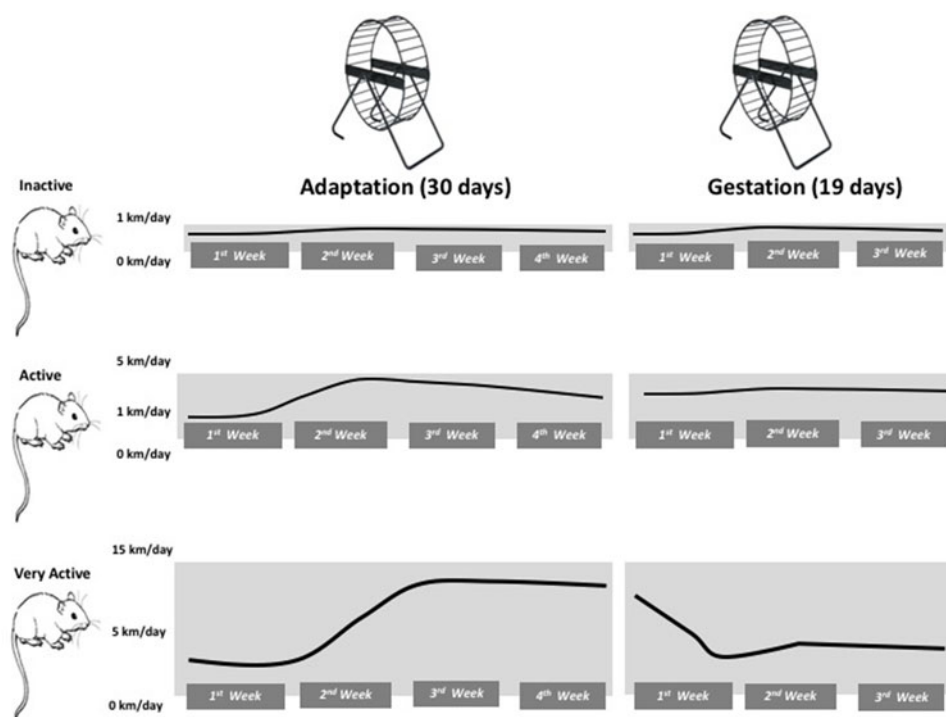 Adaptation (30 days)
Gestation (19 days)
Inactive
1 km/day
0 km/day
1st Week
2nd Week
3rd Week
4th Week
1st Week
2nd Week
3rd Week
Active
5 km/day
1 km/day
0 km/day
1st Week
2nd Week
3rd Week
4th Week
1st Week
2nd Week
3rd Week
Very Active
15 km/day
5 km/day
0 km/day
1st Week
2nd Week
3rd Week
4th Week
1st Week
2nd Week
3rd Week